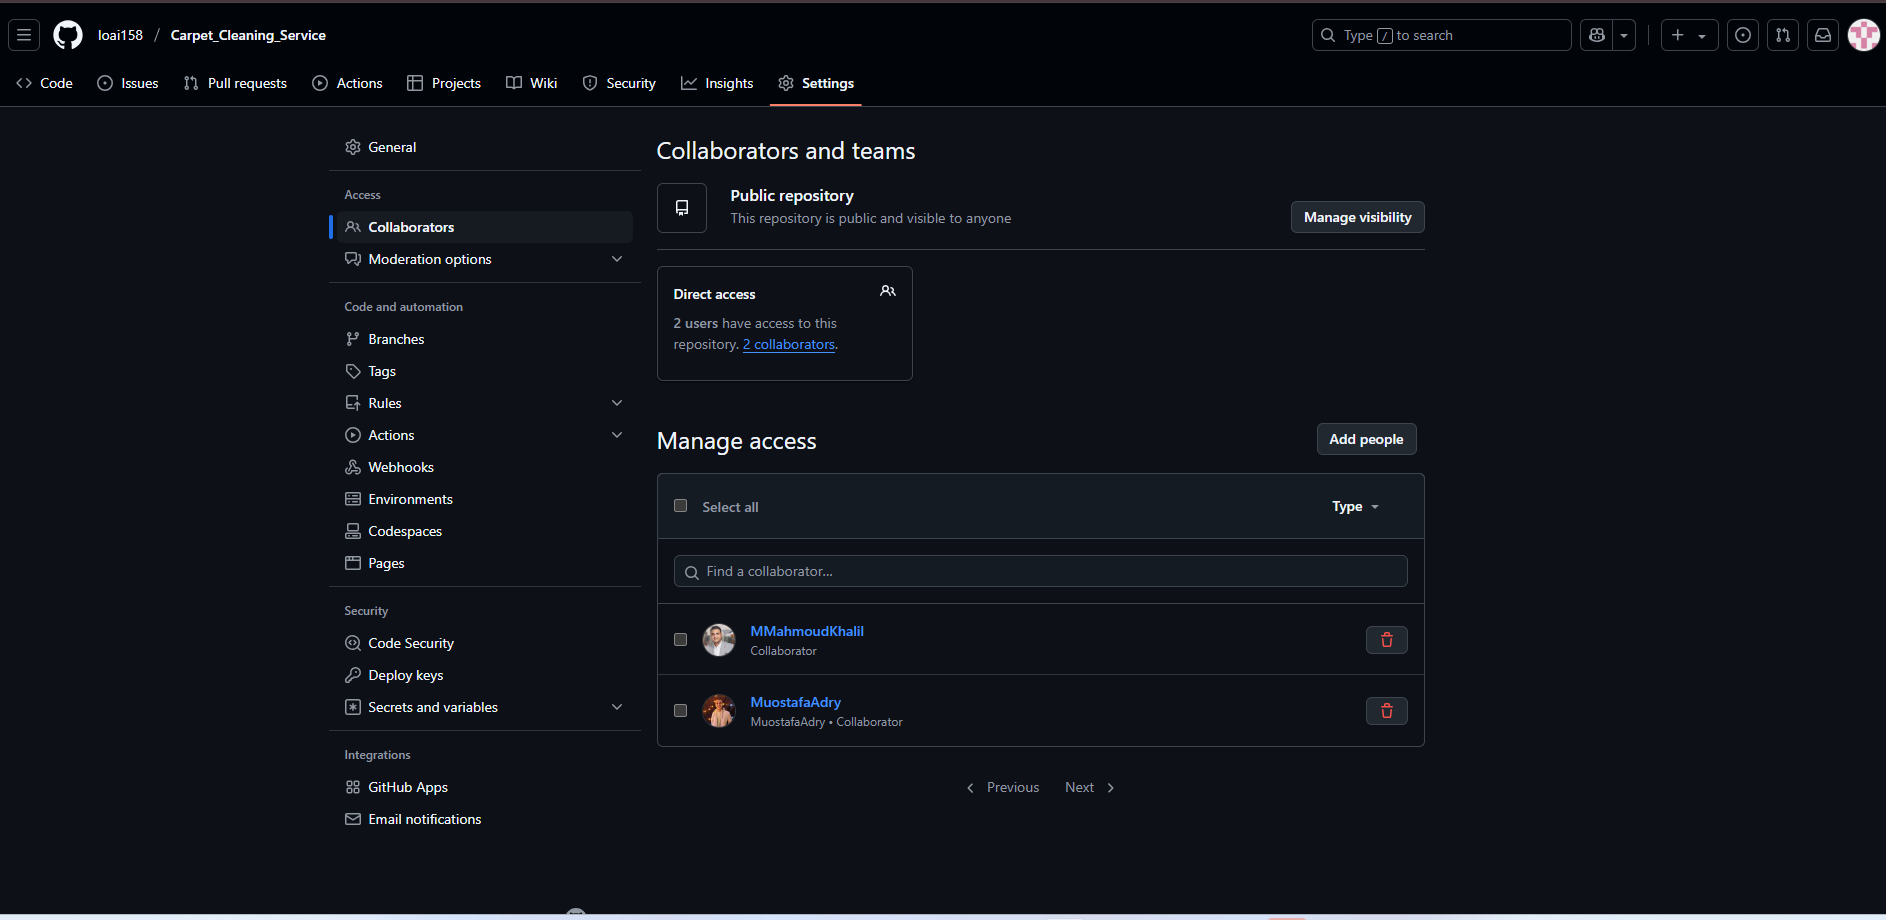 loai158 / Carpet_Cleaning_Service
Type / to search
Code Issues Pull requests Actions Projects Wiki Security Insights Settings
General
Access
Collaborators
Moderation options
Code and automation
Branches
Tags
Rules
Actions
Webhooks
Environments
Codespaces
Pages
Security
Code Security
Deploy keys
Secrets and variables
Integrations
GitHub Apps
Email notifications
Collaborators and teams
Public repository
This repository is public and visible to anyone
Manage visibility
Direct access
2 users have access to this
repository. 2 collaborators.
Manage access
Add people
Select all
Type
Find a collaborator...
MMahmoudKhalil
Collaborator
MuostafaAdry
MuostafaAdry • Collaborator
Previous Next